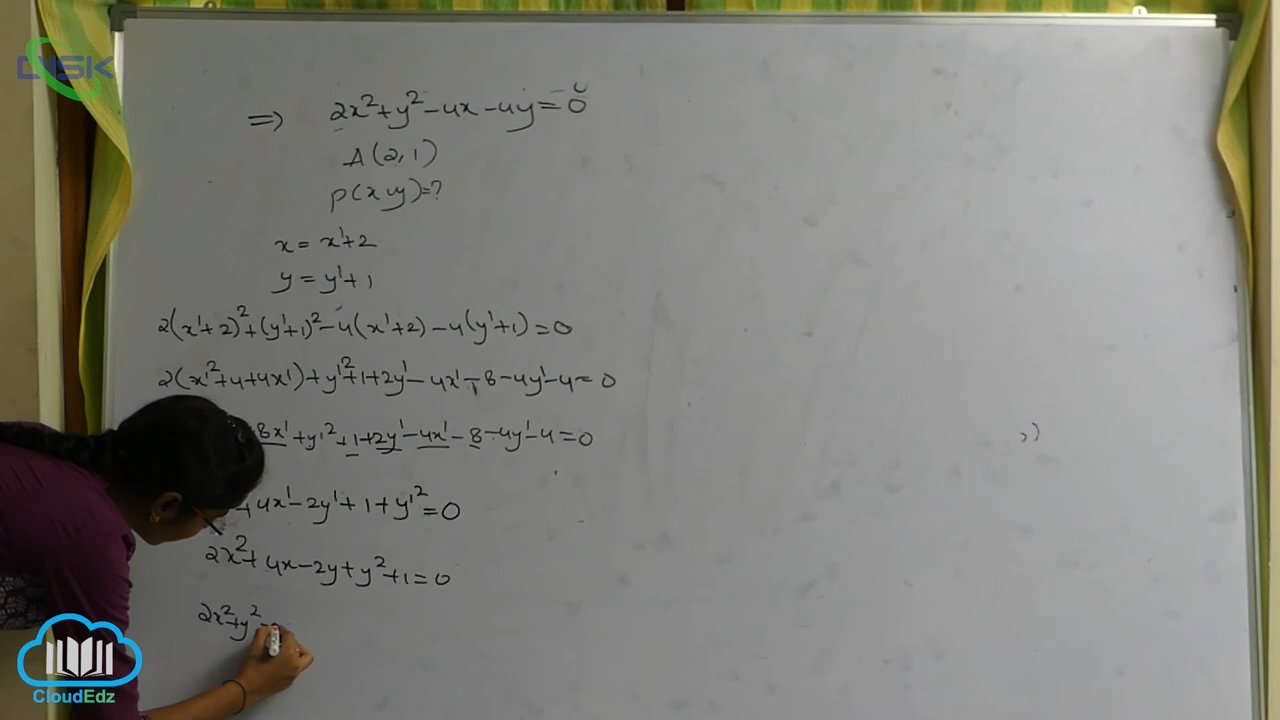 DISK
⇒ 2x²+y²-4x-4y=0
A(2,1)
P(x,y)=?
x=x'+2
y=y'+1
2(x'+2)²+(y'+1)²-4(x'+2)-4(y'+1)=0
2(x'²+4+4x')+y'²+1+2y'-4x'-8-4y'-4=0
8x'+y'²+1+2y'-4x'-8-4y'-4=0
+4x'-2y'+1+y'²=0
2x²+4x-2y+y²+1=0
2x²+y²-
CloudEdz